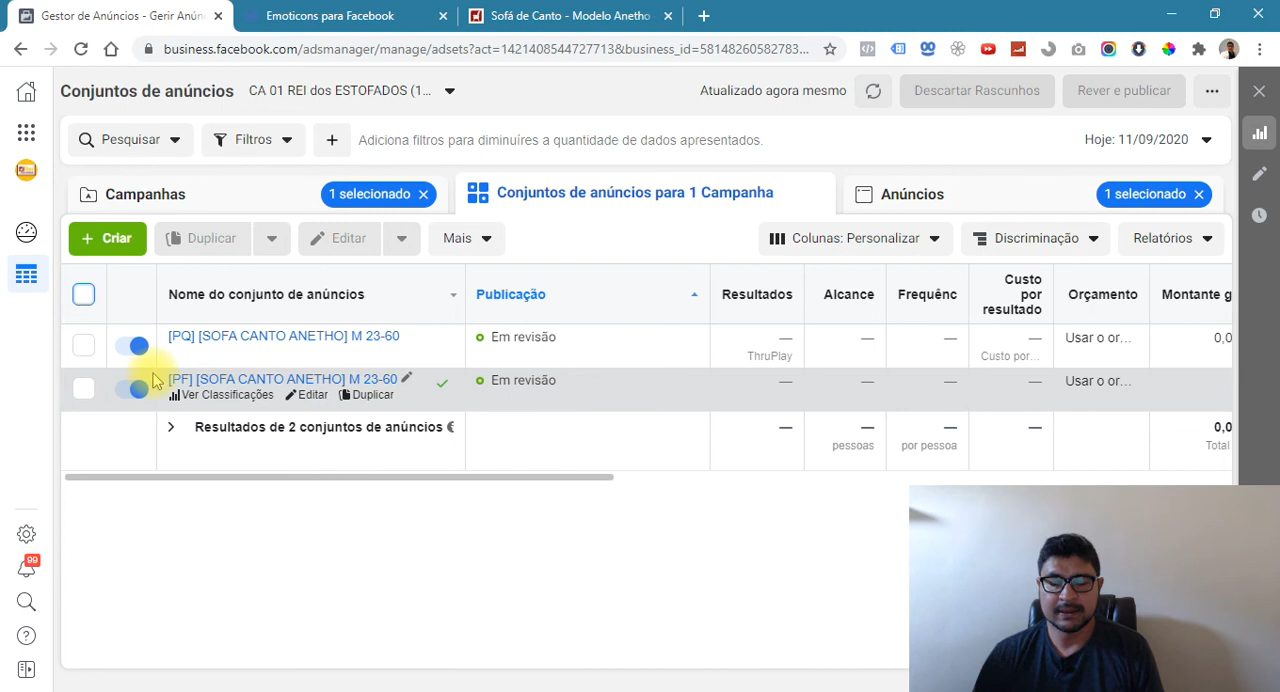 Gestor de Anúncios - Gerir Anún
Emoticons para Facebook
Sofá de Canto - Modelo Anetho
business.facebook.com/adsmanager/manage/adsets?act=1421408544727713&business_id=58148260582783...
Conjuntos de anúncios
CA 01 REI dos ESTOFADOS (1...
Atualizado agora mesmo
Descartar Rascunhos
Rever e publicar
Pesquisar
Filtros
Adiciona filtros para diminuíres a quantidade de dados apresentados.
Hoje: 11/09/2020
Campanhas
1 selecionado
Conjuntos de anúncios para 1 Campanha
Anúncios
1 selecionado
+ Criar
Duplicar
Editar
Mais
Colunas: Personalizar
Discriminação
Relatórios
Nome do conjunto de anúncios
Publicação
Resultados
Alcance
Frequênc
Custo por resultado
Orçamento
Montante g
[PQ] [SOFA CANTO ANETHO] M 23-60
Em revisão
—
—
—
—
Usar o or...
0,0
ThruPlay
Custo por...
[PF] [SOFA CANTO ANETHO] M 23-60
Em revisão
—
—
—
—
Usar o or...
Ver Classificações
Editar
Duplicar
Resultados de 2 conjuntos de anúncios
—
—
—
—
0,0
pessoas
por pessoa
Total
99